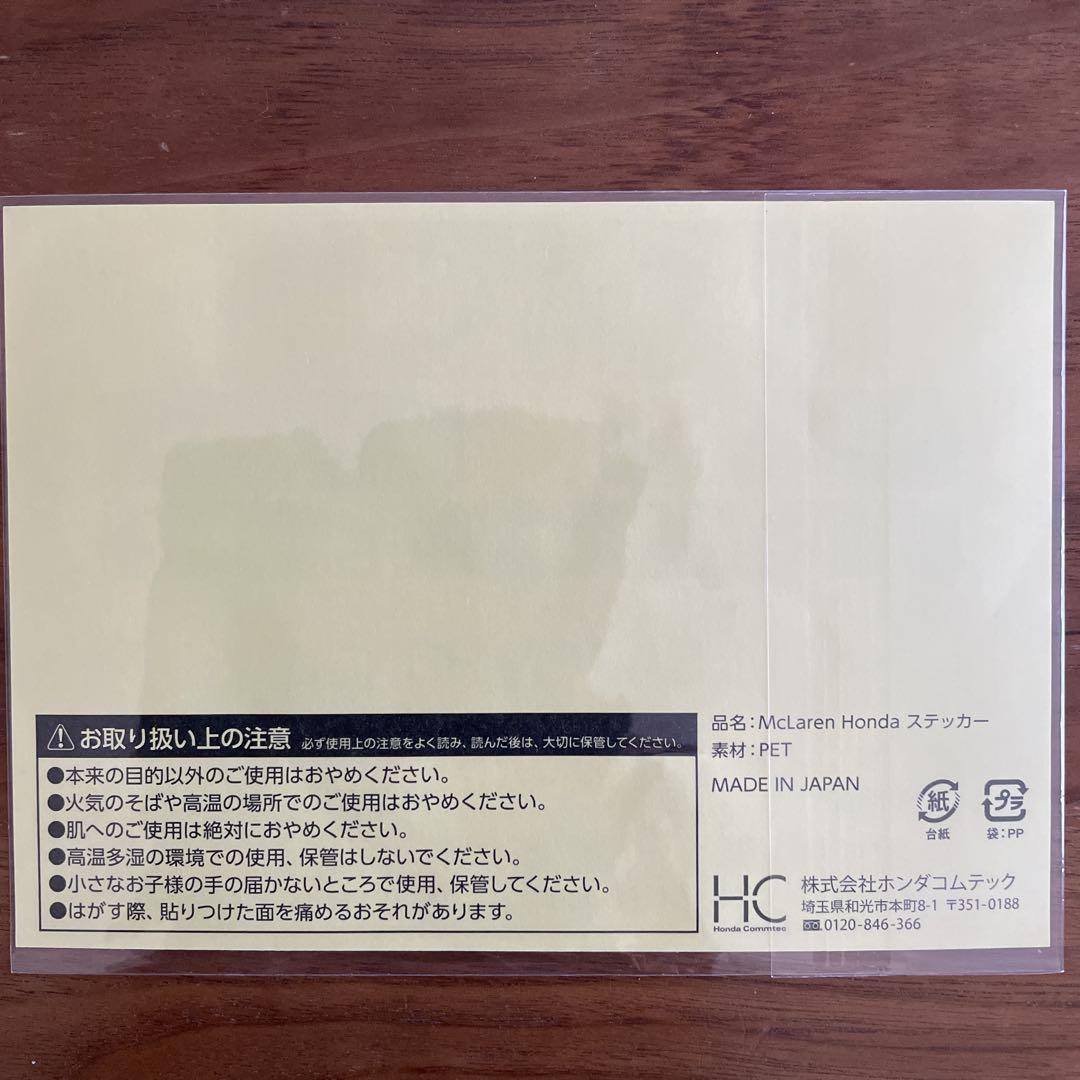 お取り扱い上の注意 必ず使用上の注意をよく読み、読んだ後は、大切に保管してください。
●本来の目的以外のご使用はおやめください。
●火気のそばや高温の場所でのご使用はおやめください。
●肌へのご使用は絶対におやめください。
●高温多湿の環境での使用、保管はしないでください。
●小さなお子様の手の届かないところで使用、保管してください。
●はがす際、貼りつけた面を痛めるおそれがあります。
品名：McLaren Honda ステッカー
素材：PET
MADE IN JAPAN
紙
台紙
プラ
袋：PP
HC
Honda Commtec
株式会社ホンダコムテック
埼玉県和光市本町8-1 〒351-0188
0120-846-366